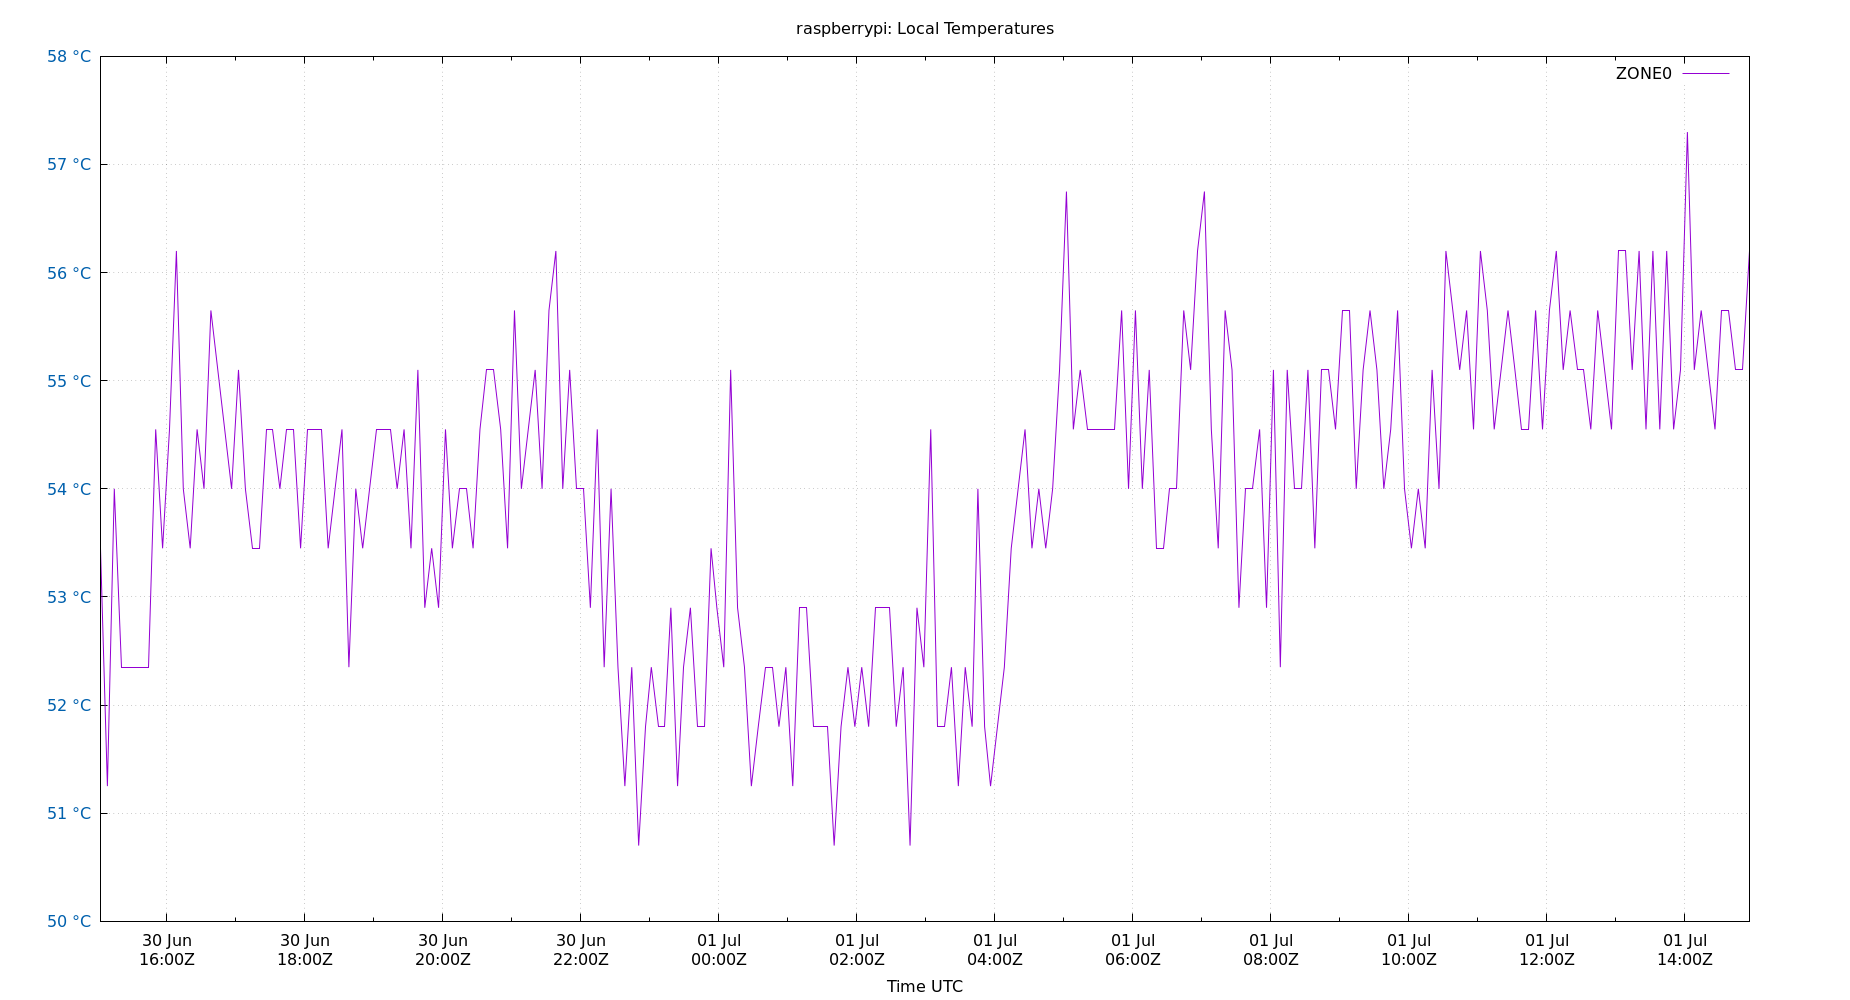 raspberrypi: Local Temperatures
58 °C
ZONE0
57 °C
56 °C
55 °C
54 °C
53 °C
52 °C
51 °C
50 °C
30 Jun 30 Jun 30 Jun 30 Jun 01 Jul 01 Jul 01 Jul 01 Jul 01 Jul 01 Jul 01 Jul 01 Jul
16:00Z 18:00Z 20:00Z 22:00Z 00:00Z 02:00Z 04:00Z 06:00Z 08:00Z 10:00Z 12:00Z 14:00Z
Time UTC